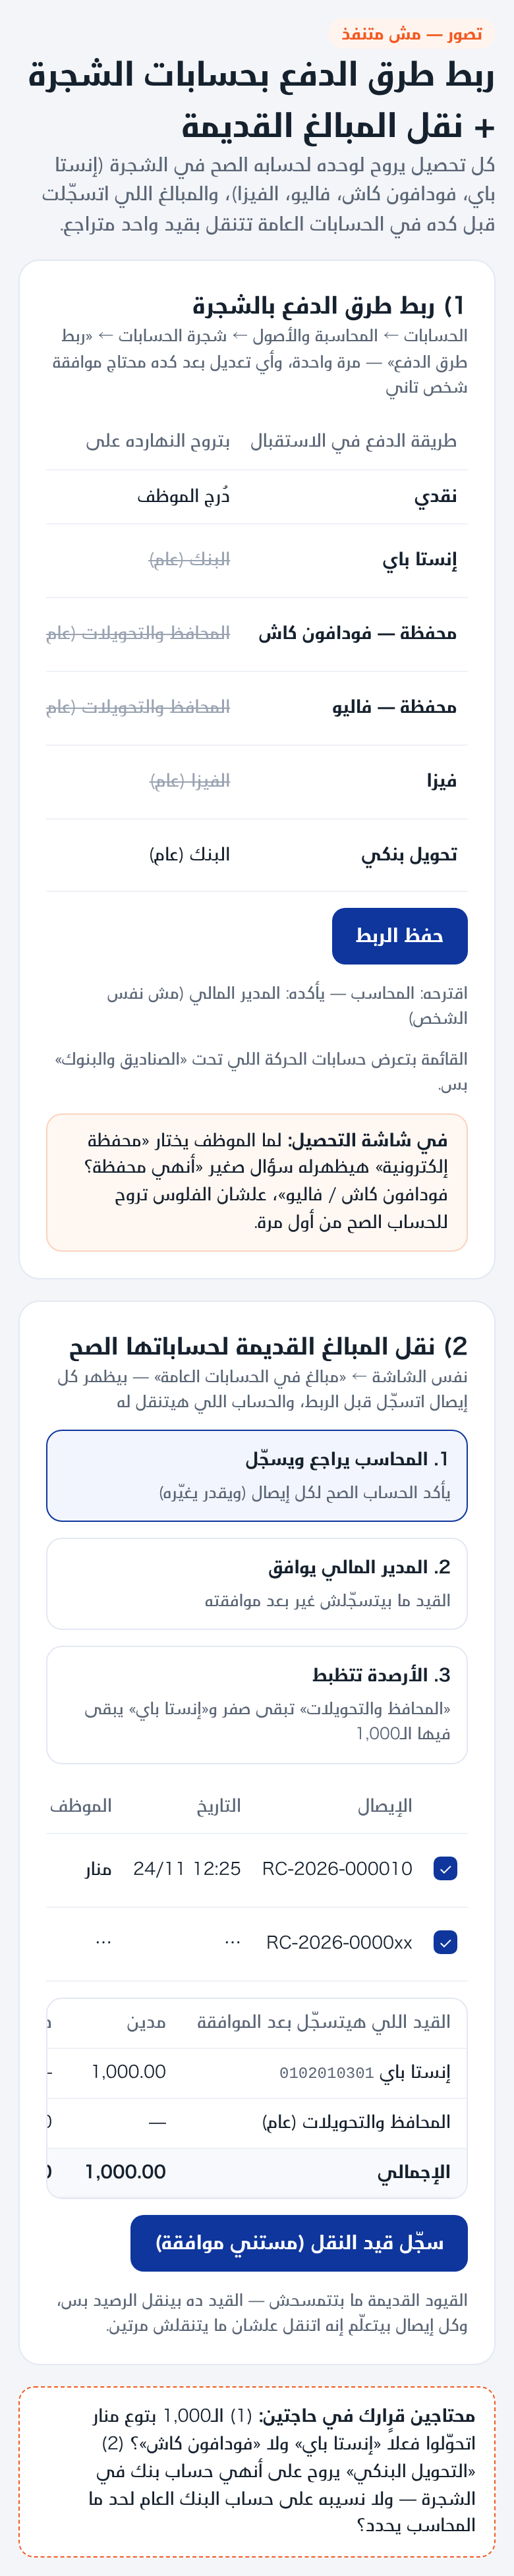 تصور — مش متنفذ
ربط طرق الدفع بحسابات الشجرة
+ نقل المبالغ القديمة
كل تحصيل يروح لوحده لحسابه الصح في الشجرة (إنستا
باي، فودافون كاش، فاليو، الفيزا)، والمبالغ اللي اتسجّلت
قبل كده في الحسابات العامة تتنقل بقيد واحد متراجع.
1) ربط طرق الدفع بالشجرة
الحسابات ← المحاسبة والأصول ← شجرة الحسابات ← «ربط
طرق الدفع» — مرة واحدة، وأي تعديل بعد كده محتاج موافقة
شخص تاني
طريقة الدفع في الاستقبال بتروح النهارده على
نقدي دُرج الموظف
إنستا باي البنك (عام)
محفظة — فودافون كاش المحافظ والتحويلات (عام
محفظة — فاليو المحافظ والتحويلات (عام
فيزا الفيزا (عام)
تحويل بنكي البنك (عام)
حفظ الربط
اقترحه: المحاسب — يأكده: المدير المالي (مش نفس
الشخص)
القائمة بتعرض حسابات الحركة اللي تحت «الصناديق والبنوك»
بس.
في شاشة التحصيل: لما الموظف يختار «محفظة
إلكترونية» هيظهرله سؤال صغير «أنهي محفظة؟
فودافون كاش / فاليو»، علشان الفلوس تروح
للحساب الصح من أول مرة.
2) نقل المبالغ القديمة لحساباتها الصح
نفس الشاشة ← «مبالغ في الحسابات العامة» — بيظهر كل
إيصال اتسجّل قبل الربط، والحساب اللي هيتنقل له
1. المحاسب يراجع ويسجّل
يأكد الحساب الصح لكل إيصال (ويقدر يغيّره)
2. المدير المالي يوافق
القيد ما بيتسجّلش غير بعد موافقته
3. الأرصدة تتظبط
«المحافظ والتحويلات» تبقى صفر و«إنستا باي» يبقى
فيها الـ1,000
الإيصال التاريخ الموظف
RC-2026-000010 24/11 12:25 منار
RC-2026-0000xx … …
القيد اللي هيتسجّل بعد الموافقة مدين
إنستا باي 0102010301 1,000.00
المحافظ والتحويلات (عام) —
الإجمالي 1,000.00
سجّل قيد النقل (مستني موافقة)
القيود القديمة ما بتتمسحش — القيد ده بينقل الرصيد بس،
وكل إيصال بيتعلّم إنه اتنقل علشان ما يتنقلش مرتين.
محتاجين قرارك في حاجتين: (1) الـ1,000 بتوع منار
اتحوّلوا فعلا «إنستا باي» ولا «فودافون كاش»؟ (2)
«التحويل البنكي» يروح على أنهي حساب بنك في
الشجرة — ولا نسيبه على حساب البنك العام لحد ما
المحاسب يحدد؟